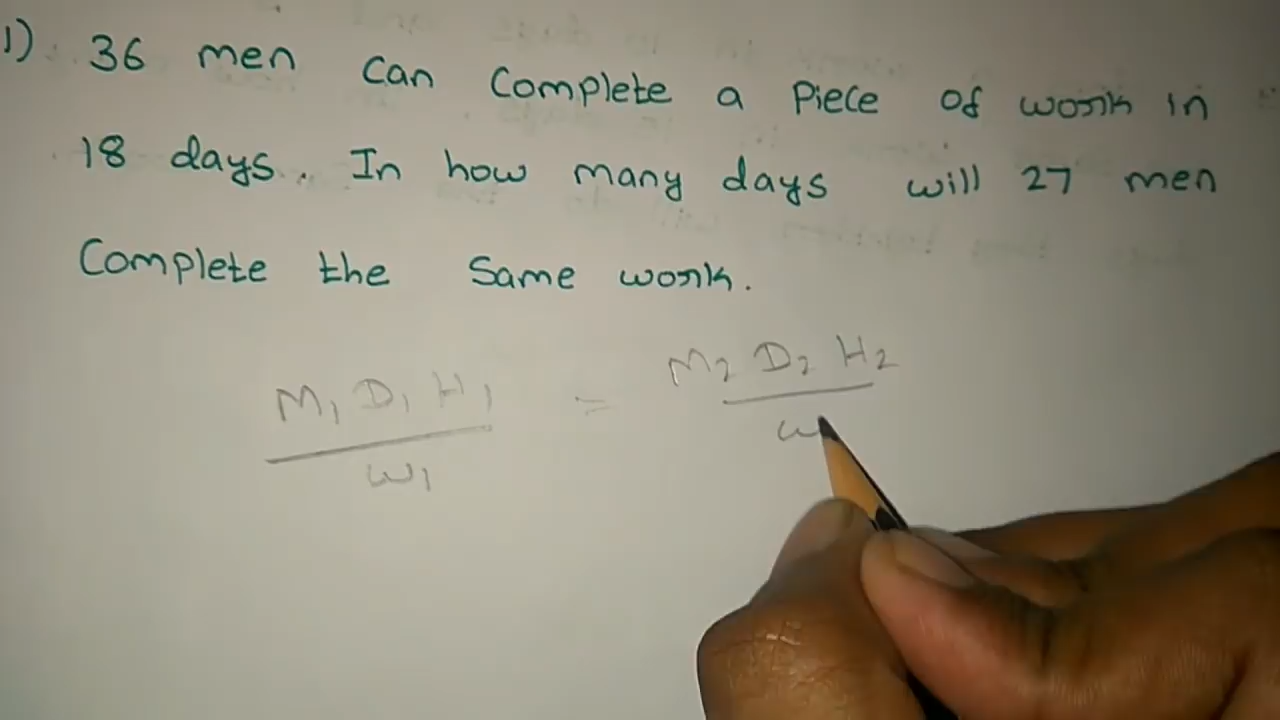 1) 36 men can complete a piece of work in
18 days. In how many days will 27 men
complete the same work.
M1 D1 H1 = M2 D2 H2
W1 W